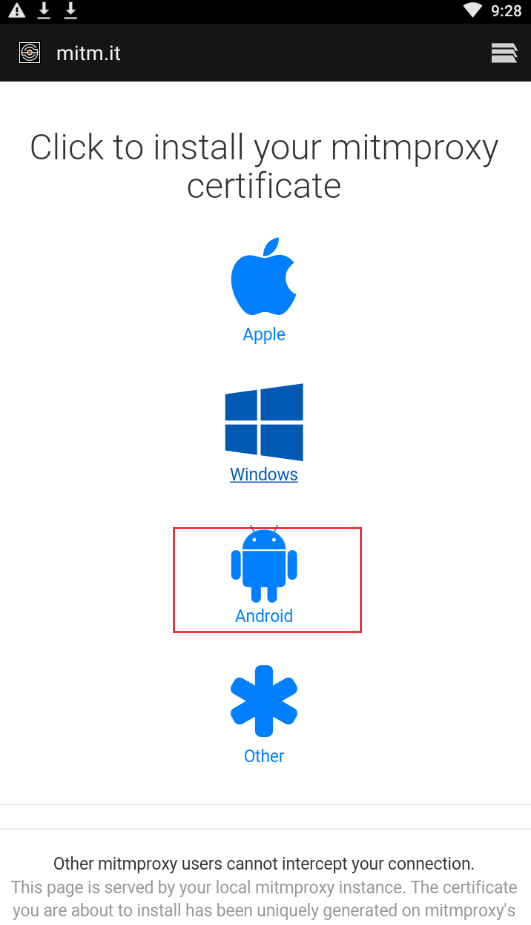 9:28
mitm.it
Click to install your mitmproxy
certificate
Apple
Windows
Android
Other
Other mitmproxy users cannot intercept your connection.
This page is served by your local mitmproxy instance. The certificate
you are about to install has been uniquely generated on mitmproxy's